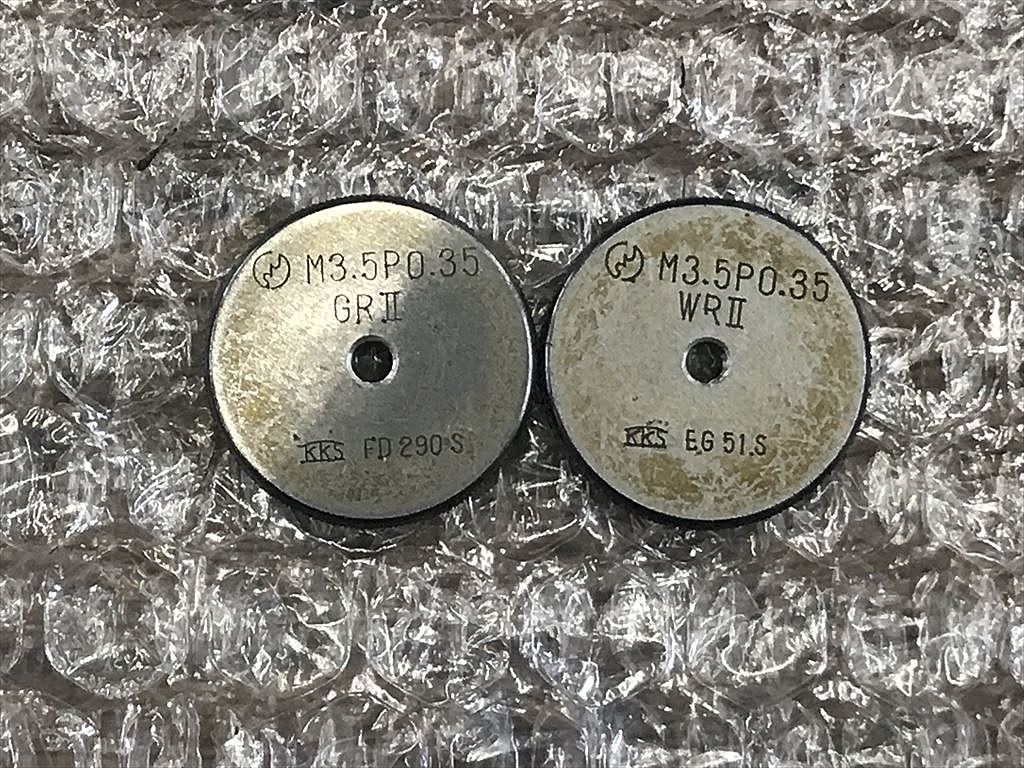 M3.5P0.35
GRⅡ
KKS FD 290 S
M3.5P0.35
WRⅡ
KKS EG 51.S